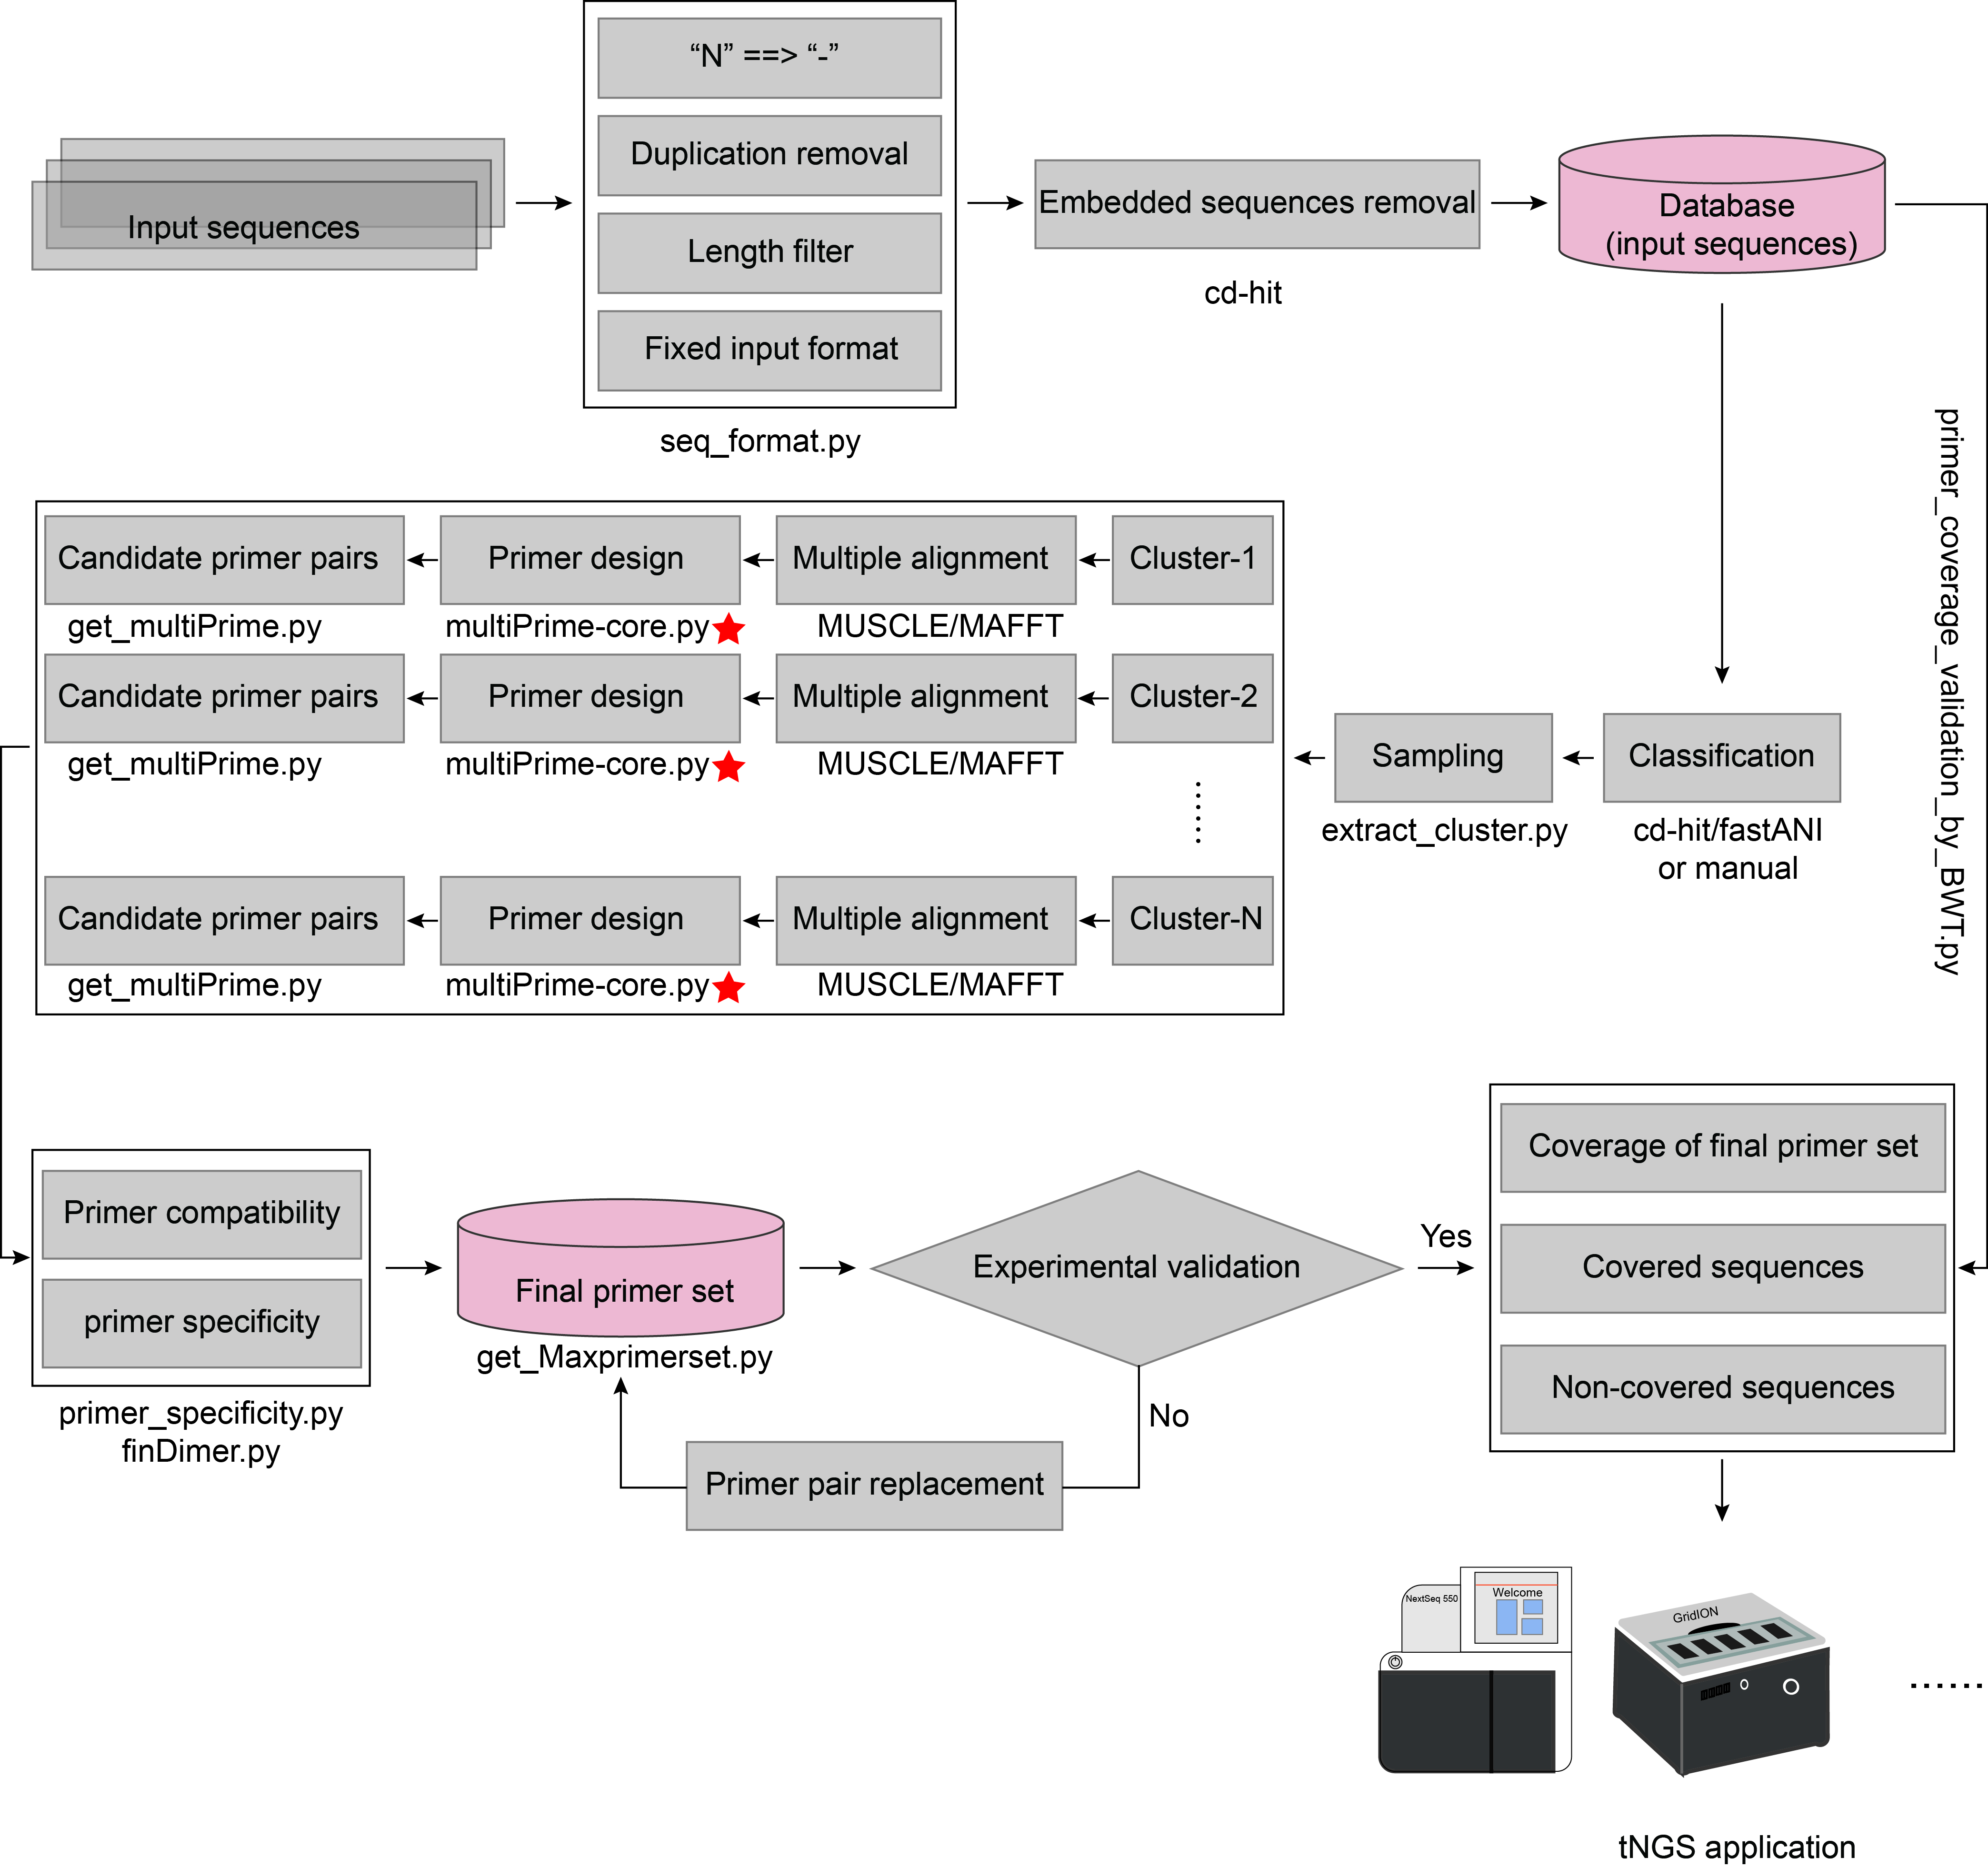 “N” ==> “-”
Duplication removal
Length filter
Fixed input format
seq_format.py
Input sequences
Embedded sequences removal
cd-hit
Database
(input sequences)
primer_coverage_validation_by_BWT.py
Candidate primer pairs
Primer design
Multiple alignment
Cluster-1
get_multiPrime.py
multiPrime-core.py
MUSCLE/MAFFT
Candidate primer pairs
Primer design
Multiple alignment
Cluster-2
get_multiPrime.py
multiPrime-core.py
MUSCLE/MAFFT
Candidate primer pairs
Primer design
Multiple alignment
Cluster-N
get_multiPrime.py
multiPrime-core.py
MUSCLE/MAFFT
Sampling
extract_cluster.py
Classification
cd-hit/fastANI
or manual
Primer compatibility
primer specificity
primer_specificity.py
finDimer.py
Final primer set
get_Maxprimerset.py
Experimental validation
Yes
No
Primer pair replacement
Coverage of final primer set
Covered sequences
Non-covered sequences
NextSeq 550
Welcome
GridION
tNGS application